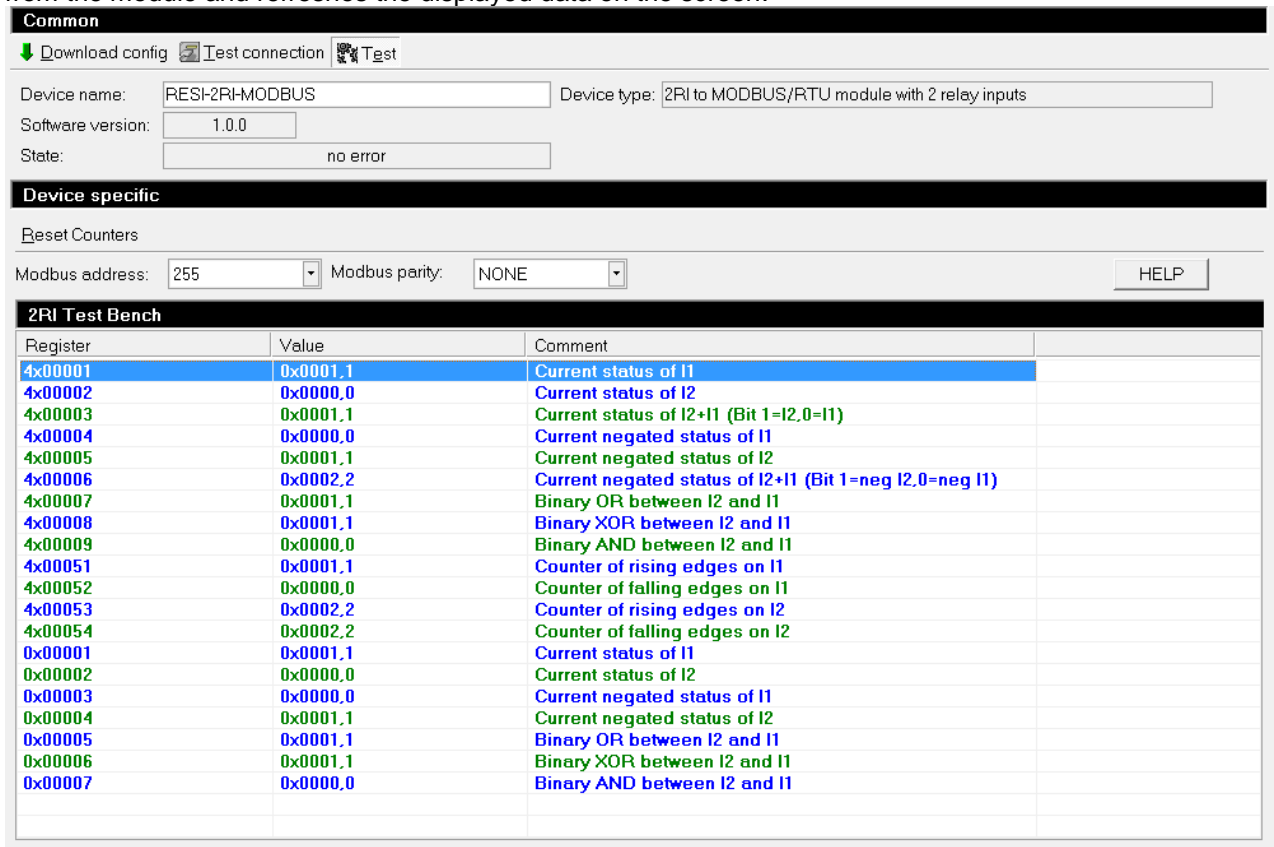 from the module and refreshes the displayed data on the screen.
Common
Download config Test connection Test
Device name: RESI-2RI-MODBUS Device type: 2RI to MODBUS/RTU module with 2 relay inputs
Software version: 1.0.0
State: no error
Device specific
Reset Counters
Modbus address: 255 Modbus parity: NONE HELP
2RI Test Bench
Register Value Comment
4x00001 0x0001,1 Current status of I1
4x00002 0x0000,0 Current status of I2
4x00003 0x0001,1 Current status of I2+I1 (Bit 1=I2,0=I1)
4x00004 0x0000,0 Current negated status of I1
4x00005 0x0001,1 Current negated status of I2
4x00006 0x0002,2 Current negated status of I2+I1 (Bit 1=neg I2,0=neg I1)
4x00007 0x0001,1 Binary OR between I2 and I1
4x00008 0x0001,1 Binary XOR between I2 and I1
4x00009 0x0000,0 Binary AND between I2 and I1
4x00051 0x0001,1 Counter of rising edges on I1
4x00052 0x0000,0 Counter of falling edges on I1
4x00053 0x0002,2 Counter of rising edges on I2
4x00054 0x0002,2 Counter of falling edges on I2
0x00001 0x0001,1 Current status of I1
0x00002 0x0000,0 Current status of I2
0x00003 0x0000,0 Current negated status of I1
0x00004 0x0001,1 Current negated status of I2
0x00005 0x0001,1 Binary OR between I2 and I1
0x00006 0x0001,1 Binary XOR between I2 and I1
0x00007 0x0000,0 Binary AND between I2 and I1